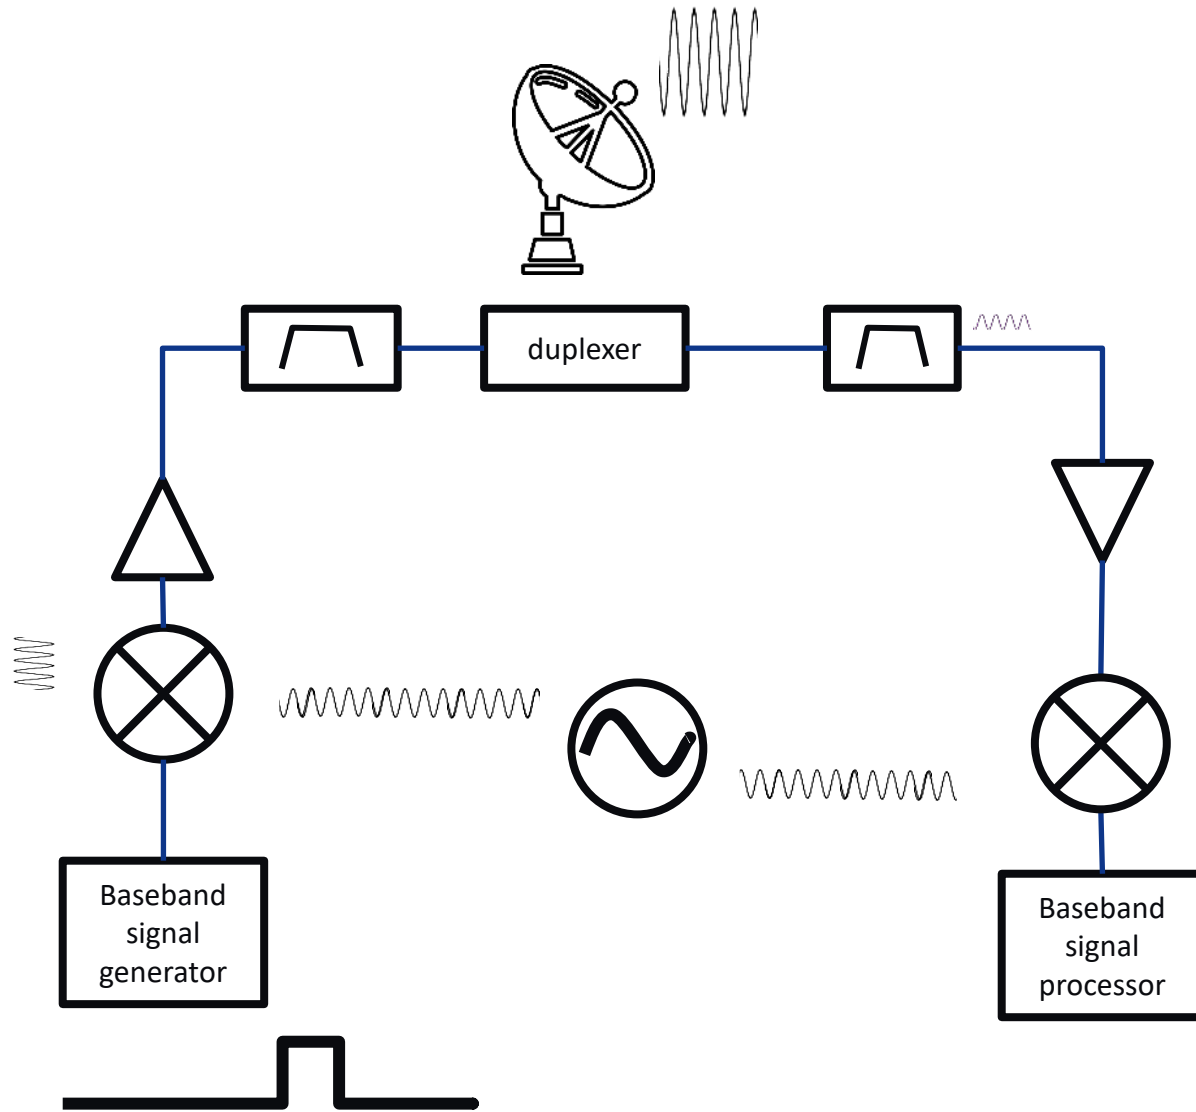 duplexer
Baseband
signal
generator
Baseband
signal
processor